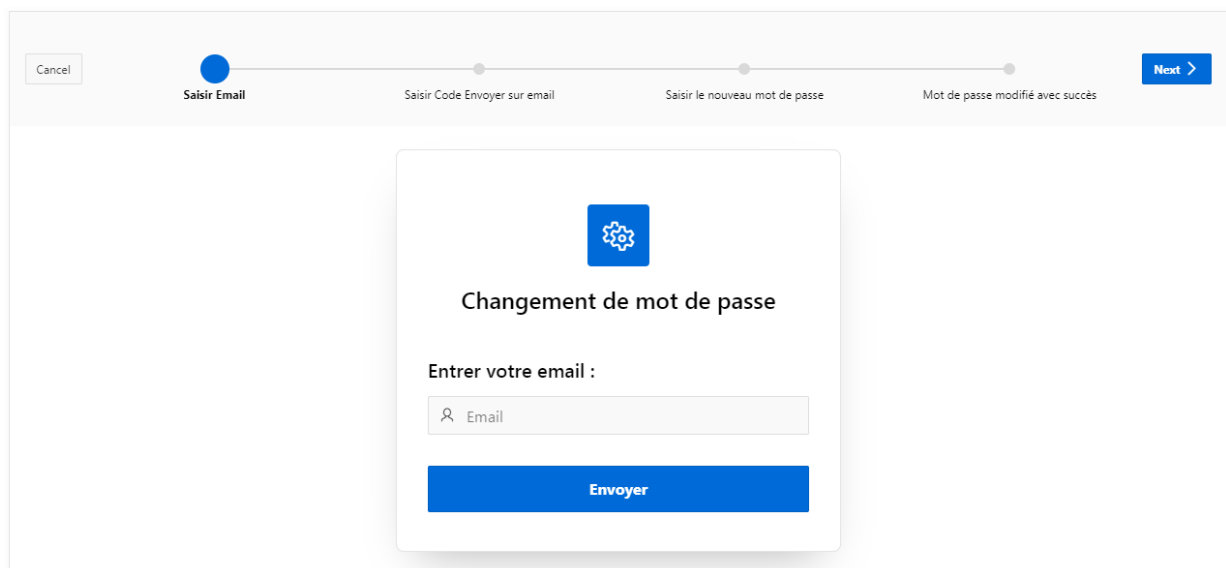 Cancel
Saisir Email
Saisir Code Envoyer sur email
Saisir le nouveau mot de passe
Mot de passe modifié avec succès
Next
Changement de mot de passe
Entrer votre email :
Email
Envoyer